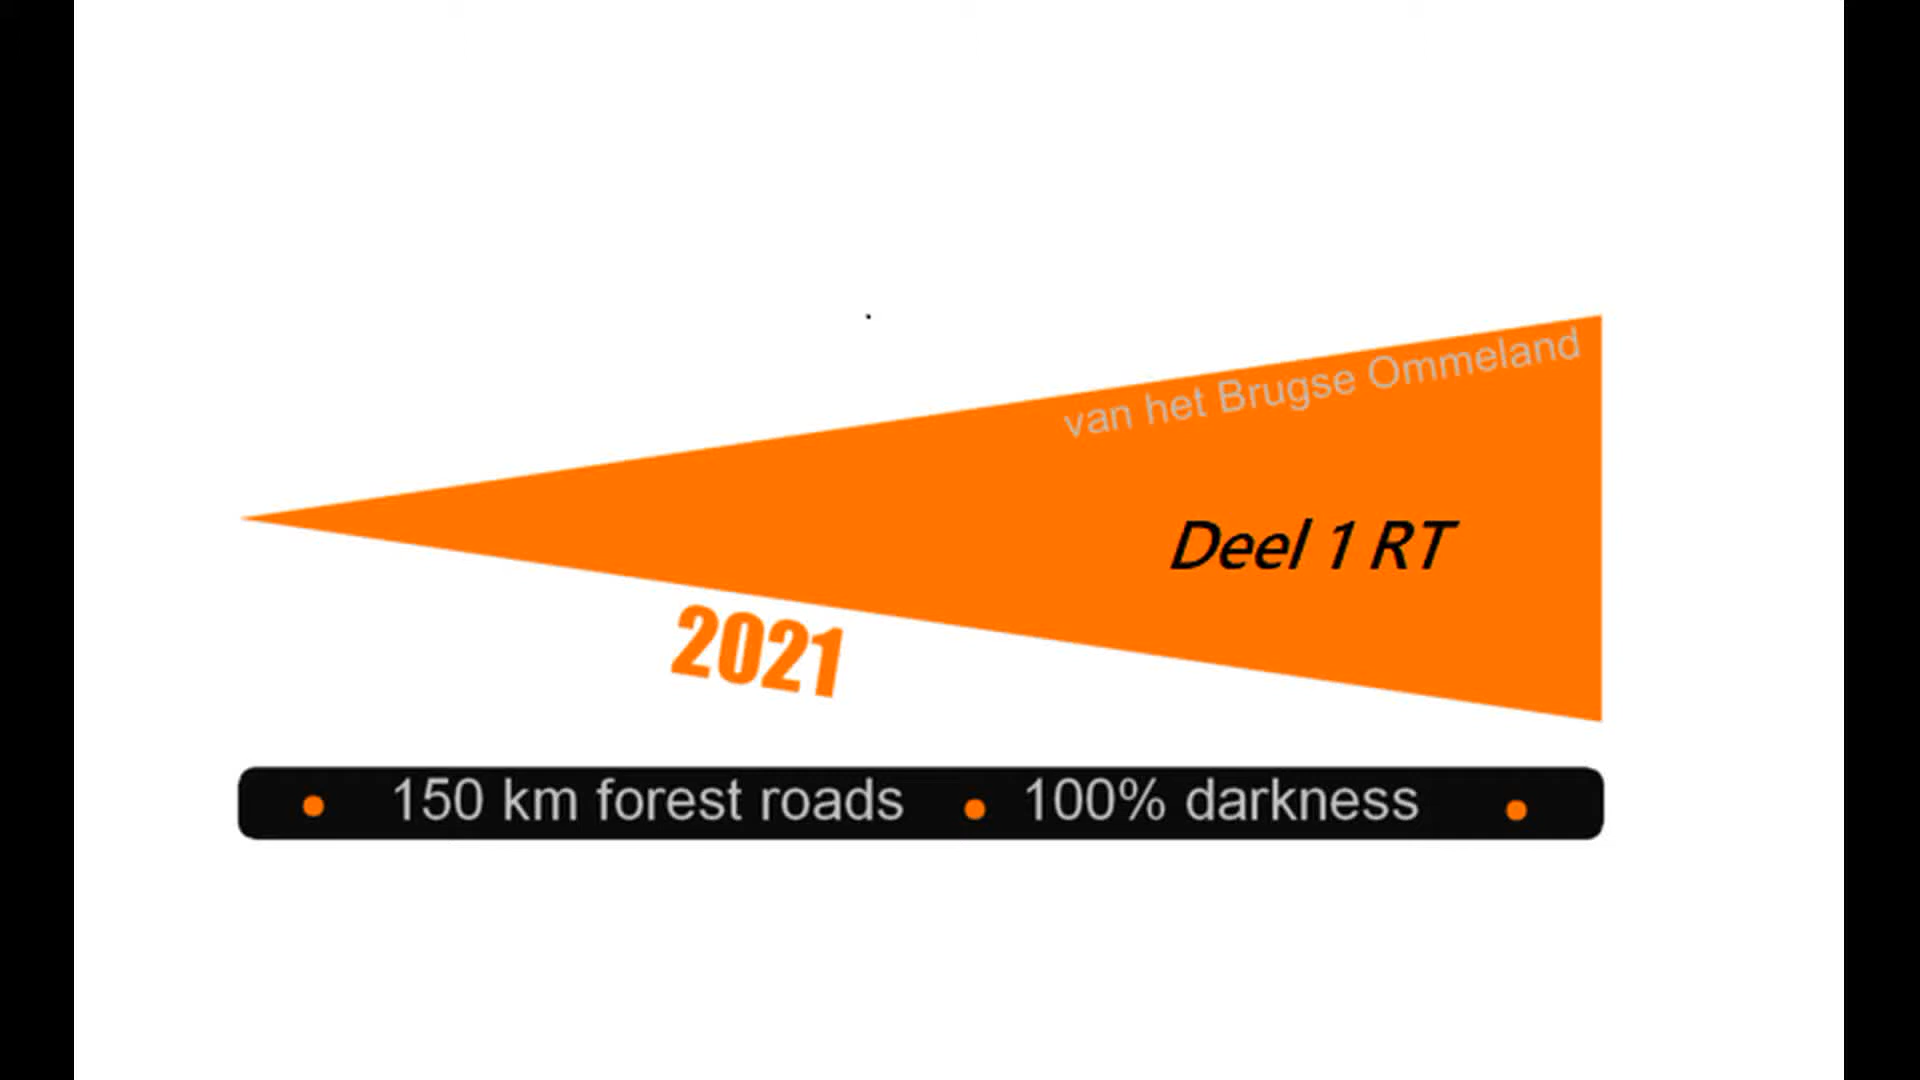 van het Brugse Ommeland
Deel 1 RT
2021
150 km forest roads
100% darkness